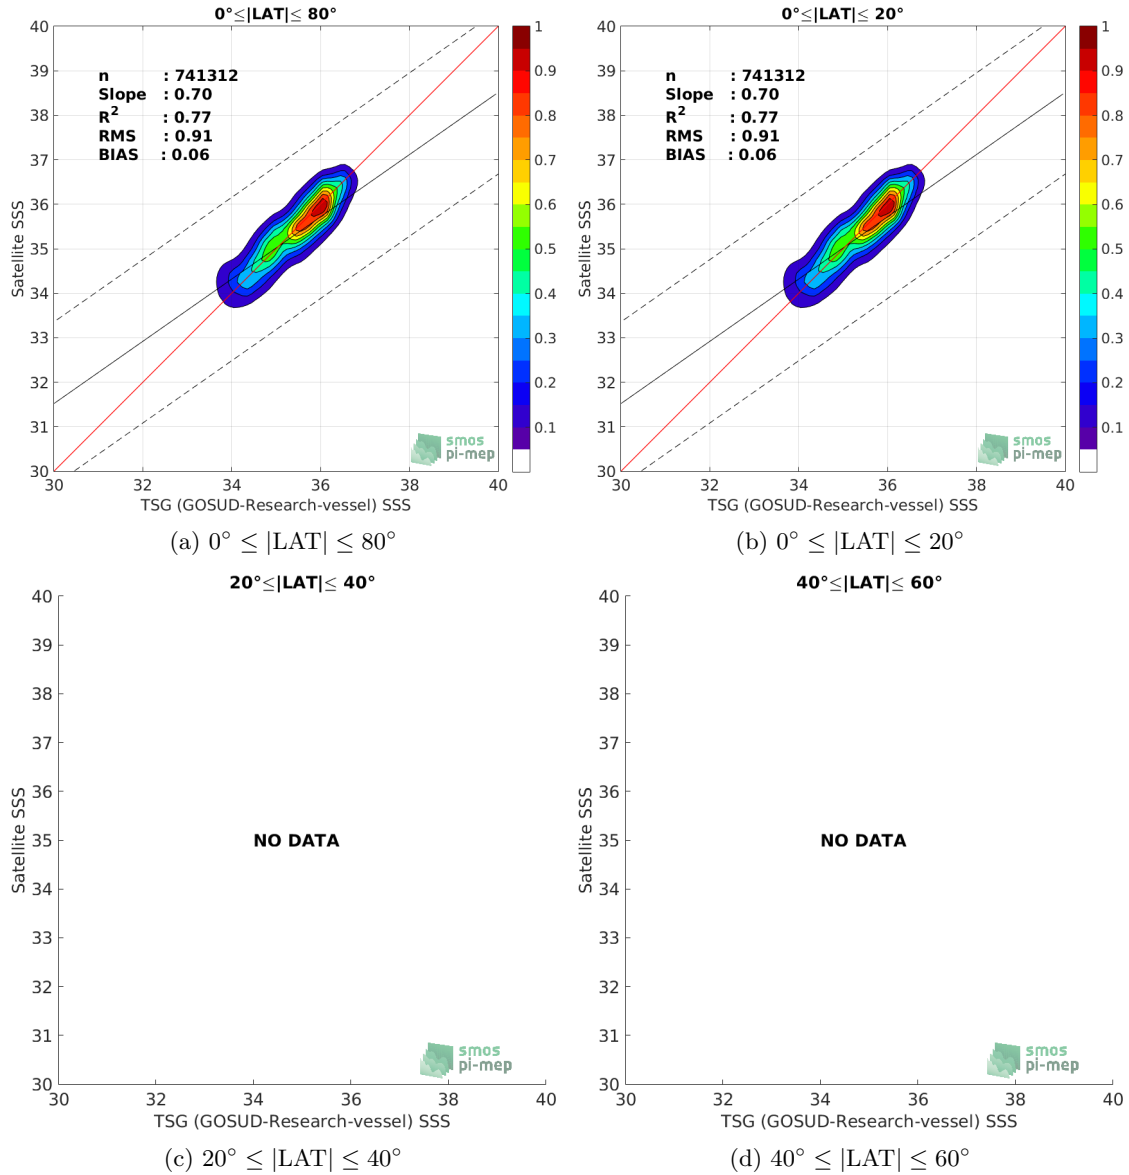 0°≤|LAT|≤ 80°
40
39
38
37
36
35
34
33
32
31
30
Satellite SSS
n : 741312
Slope : 0.70
R2 : 0.77
RMS : 0.91
BIAS : 0.06
smos
pi-mep
30 32 34 36 38 40
TSG (GOSUD-Research-vessel) SSS
1
0.9
0.8
0.7
0.6
0.5
0.4
0.3
0.2
0.1
(a) 0° ≤ |LAT| ≤ 80°
0°≤|LAT|≤ 20°
40
39
38
37
36
35
34
33
32
31
30
Satellite SSS
n : 741312
Slope : 0.70
R2 : 0.77
RMS : 0.91
BIAS : 0.06
smos
pi-mep
30 32 34 36 38 40
TSG (GOSUD-Research-vessel) SSS
1
0.9
0.8
0.7
0.6
0.5
0.4
0.3
0.2
0.1
(b) 0° ≤ |LAT| ≤ 20°
20°≤|LAT|≤ 40°
40
39
38
37
36
35
34
33
32
31
30
Satellite SSS
NO DATA
smos
pi-mep
30 32 34 36 38 40
TSG (GOSUD-Research-vessel) SSS
(c) 20° ≤ |LAT| ≤ 40°
40°≤|LAT|≤ 60°
40
39
38
37
36
35
34
33
32
31
30
Satellite SSS
NO DATA
smos
pi-mep
30 32 34 36 38 40
TSG (GOSUD-Research-vessel) SSS
(d) 40° ≤ |LAT| ≤ 60°